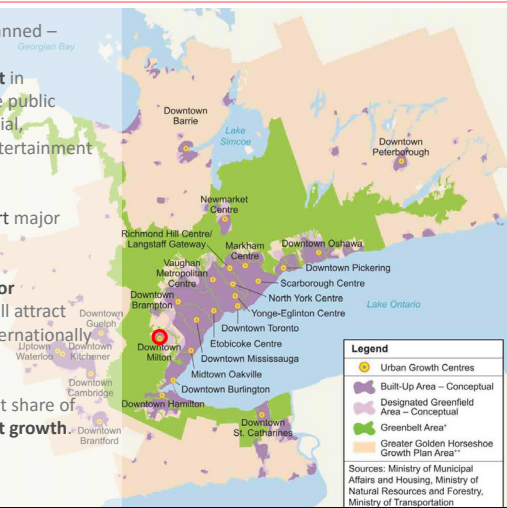 nned –
Georgian Bay
t in
e public
ial,
tertainment
Downtown
Barrie
Lake
Simcoe
Downtown
Peterborough
rt major
Newmarket
Centre
Richmond Hill Centre/
Langstaff Gateway
Markham
Centre
Downtown Oshawa
Vaughan
Metropolitan
Centre
Downtown Pickering
Scarborough Centre
North York Centre
Yonge-Eglinton Centre
Lake Ontario
or
ll attract
ternationally
Downtown
Brampton
Downtown
Guelph
Downtown Toronto
Etobicoke Centre
Uptown
Waterloo
Downtown
Kitchener
Downtown
Milton
Downtown Mississauga
Midtown Oakville
Downtown
Cambridge
Downtown Burlington
t share of
t growth.
Downtown Hamilton
Downtown
Brantford
Downtown
St. Catharines
Legend
Urban Growth Centres
Built-Up Area – Conceptual
Designated Greenfield
Area – Conceptual
Greenbelt Area*
Greater Golden Horseshoe
Growth Plan Area**
Sources: Ministry of Municipal
Affairs and Housing, Ministry of
Natural Resources and Forestry,
Ministry of Transportation